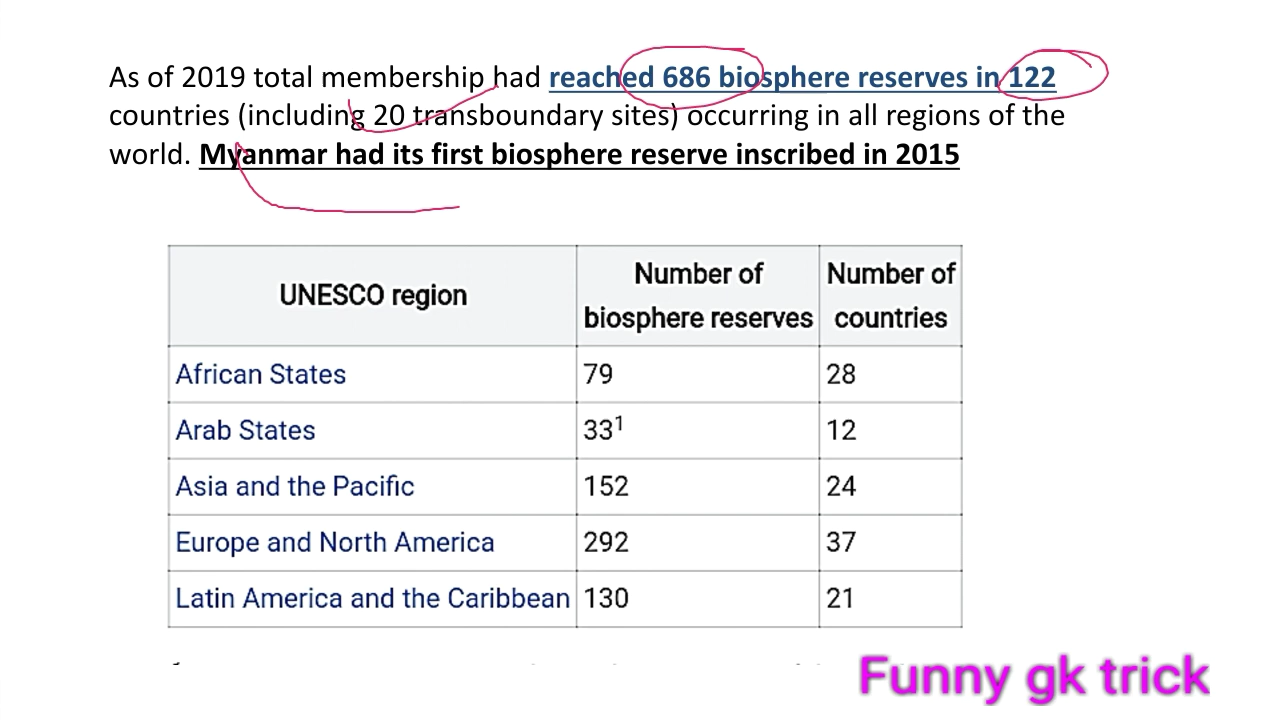 As of 2019 total membership had reached 686 biosphere reserves in 122
countries (including 20 transboundary sites) occurring in all regions of the
world. Myanmar had its first biosphere reserve inscribed in 2015
UNESCO region Number of biosphere reserves Number of countries
African States 79 28
Arab States 33¹ 12
Asia and the Pacific 152 24
Europe and North America 292 37
Latin America and the Caribbean 130 21
Funny gk trick